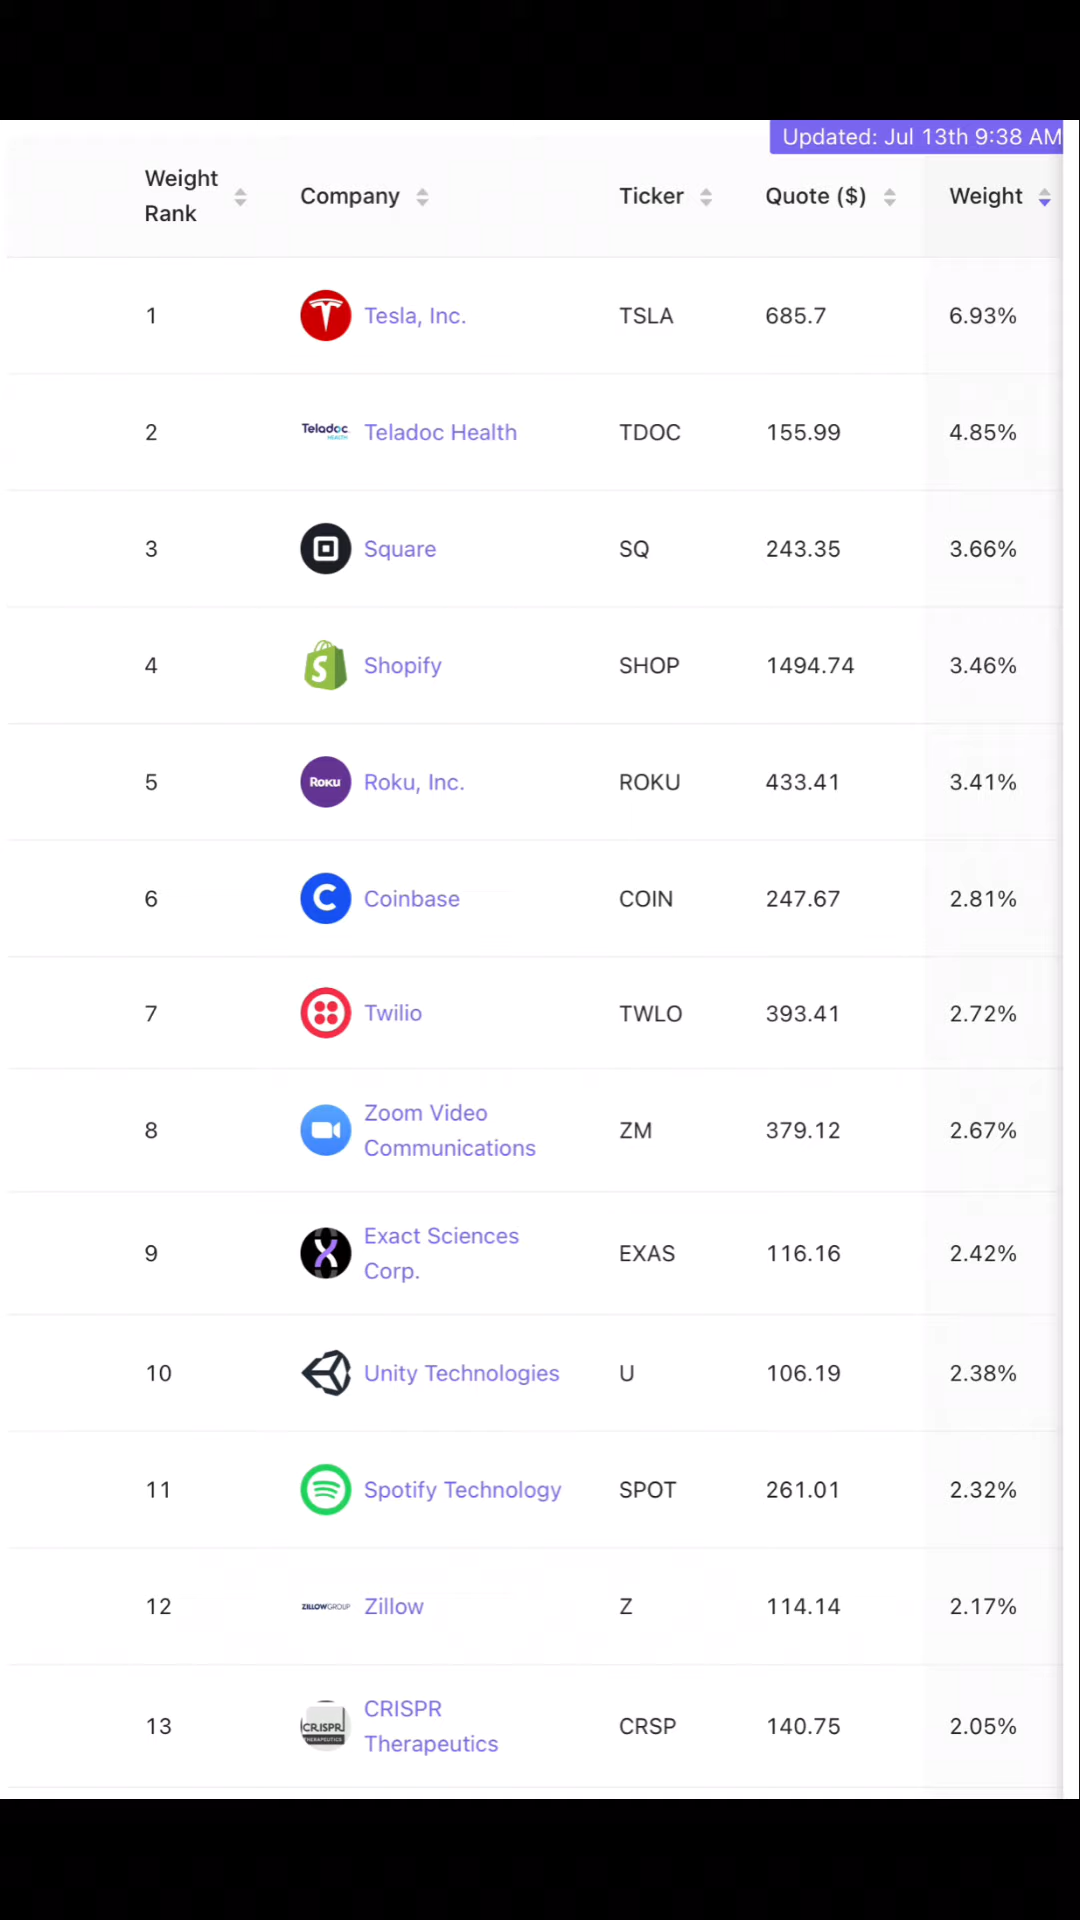 Updated: Jul 13th 9:38 AM
Weight Rank Company Ticker Quote ($) Weight
1 Tesla, Inc. TSLA 685.7 6.93%
2 Teladoc HEALTH Teladoc Health TDOC 155.99 4.85%
3 Square SQ 243.35 3.66%
4 Shopify SHOP 1494.74 3.46%
5 ROKU Roku, Inc. ROKU 433.41 3.41%
6 Coinbase COIN 247.67 2.81%
7 Twilio TWLO 393.41 2.72%
8 Zoom Video Communications ZM 379.12 2.67%
9 Exact Sciences Corp. EXAS 116.16 2.42%
10 Unity Technologies U 106.19 2.38%
11 Spotify Technology SPOT 261.01 2.32%
12 ZILLOWGROUP Zillow Z 114.14 2.17%
13 CRISPR THERAPEUTICS CRISPR Therapeutics CRSP 140.75 2.05%